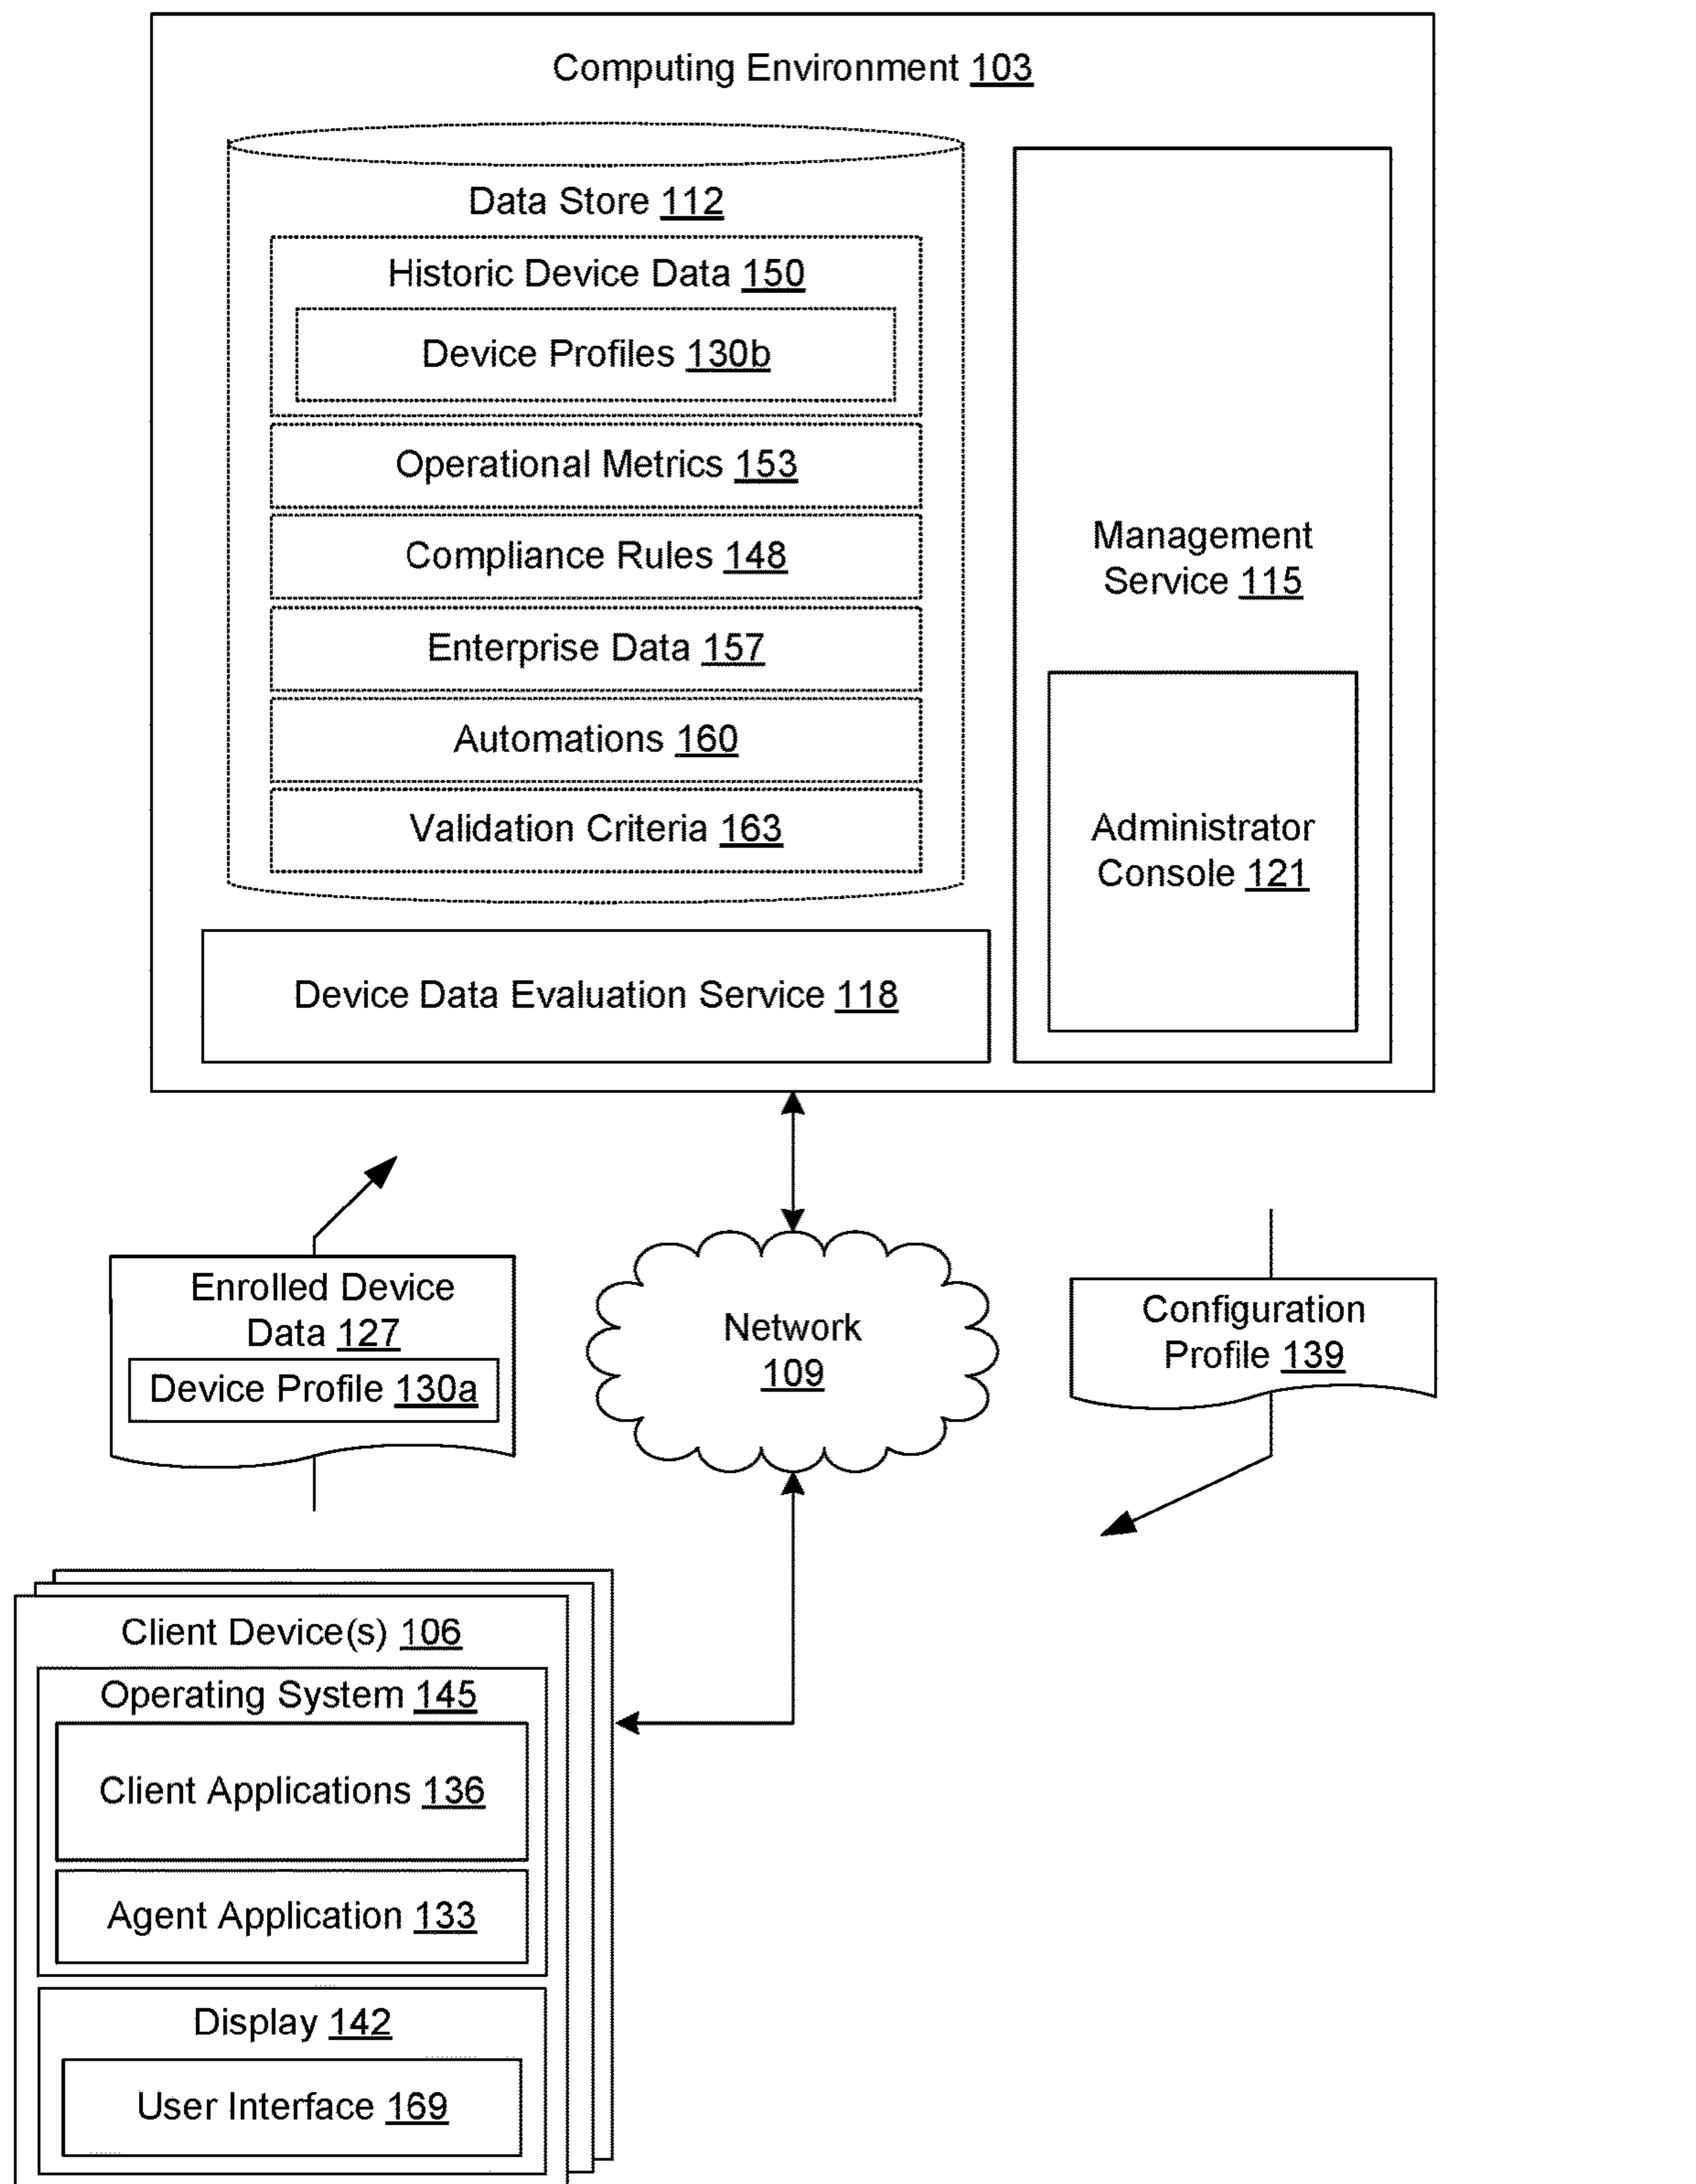 Computing Environment 103
Data Store 112
Historic Device Data 150
Device Profiles 130b
Operational Metrics 153
Compliance Rules 148
Enterprise Data 157
Automations 160
Validation Criteria 163
Device Data Evaluation Service 118
Management
Service 115
Administrator
Console 121
Enrolled Device
Data 127
Device Profile 130a
Network
109
Configuration
Profile 139
Client Device(s) 106
Operating System 145
Client Applications 136
Agent Application 133
Display 142
User Interface 169